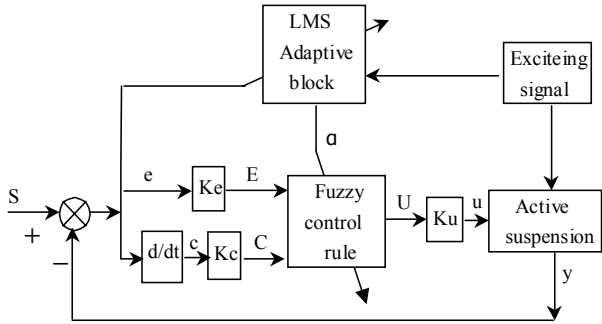 LMS
Adaptive
block
Exciteing
signal
ɑ
S
e
Ke
E
Fuzzy
control
rule
U
Ku
u
Active
suspension
+
−
d/dt
c
Kc
C
y